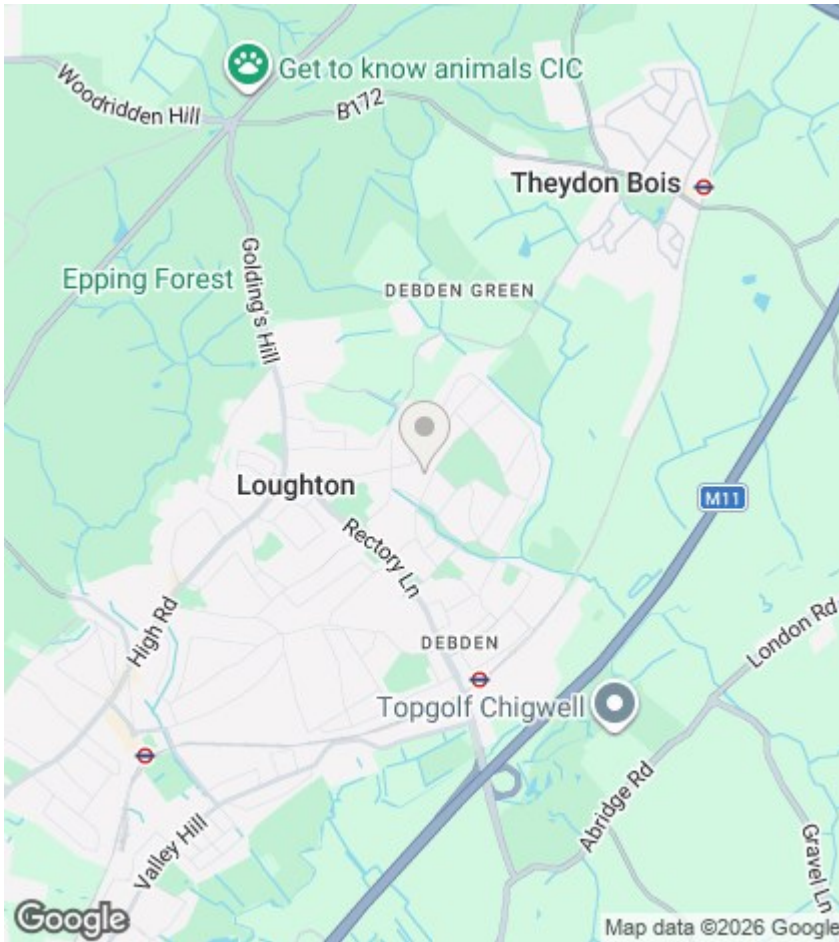 Get to know animals CIC
Woodridden Hill
B172
Theydon Bois
Golding's Hill
Epping Forest
DEBDEN GREEN
Loughton
M11
Rectory Ln
High Rd
London Rd
DEBDEN
Topgolf Chigwell
Abridge Rd
Valley Hill
Gravel Ln
Google
Map data ©2026 Google